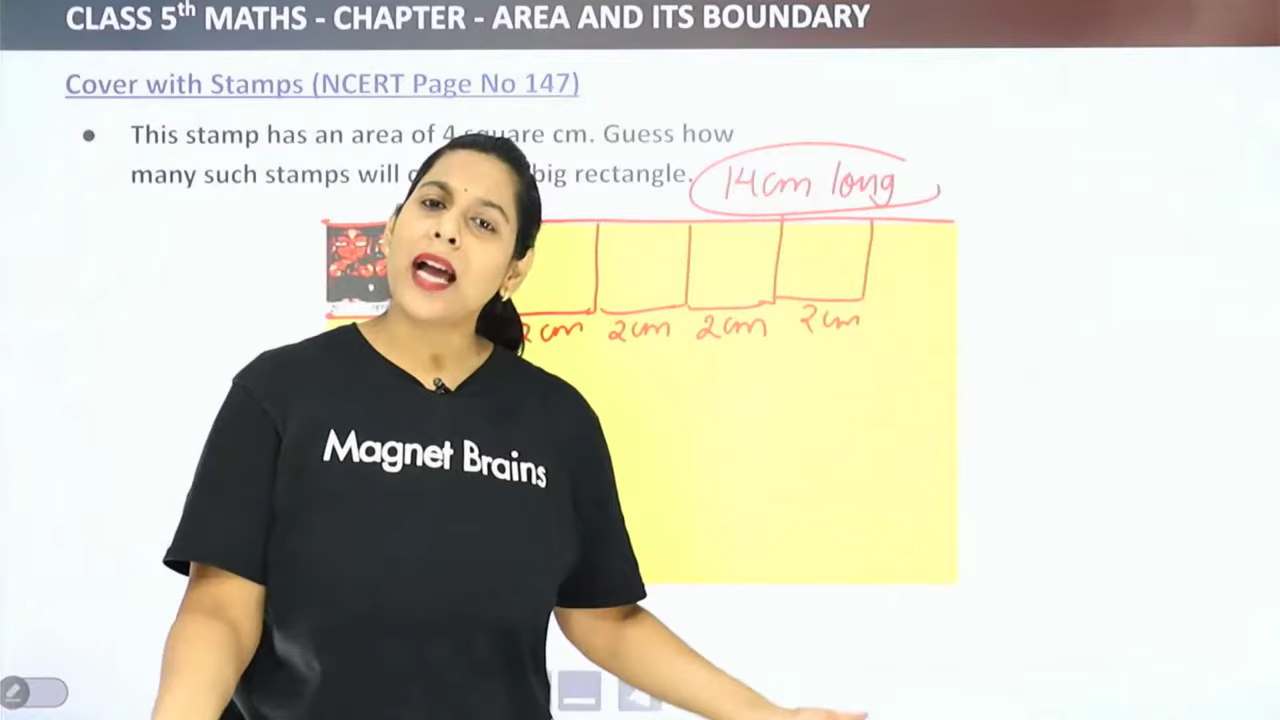 CLASS 5th MATHS - CHAPTER - AREA AND ITS BOUNDARY
Cover with Stamps (NCERT Page No 147)
● This stamp has an area of 4 square cm. Guess how
many such stamps will big rectangle.
14cm long
2cm 2cm 2cm 2cm
Magnet Brains